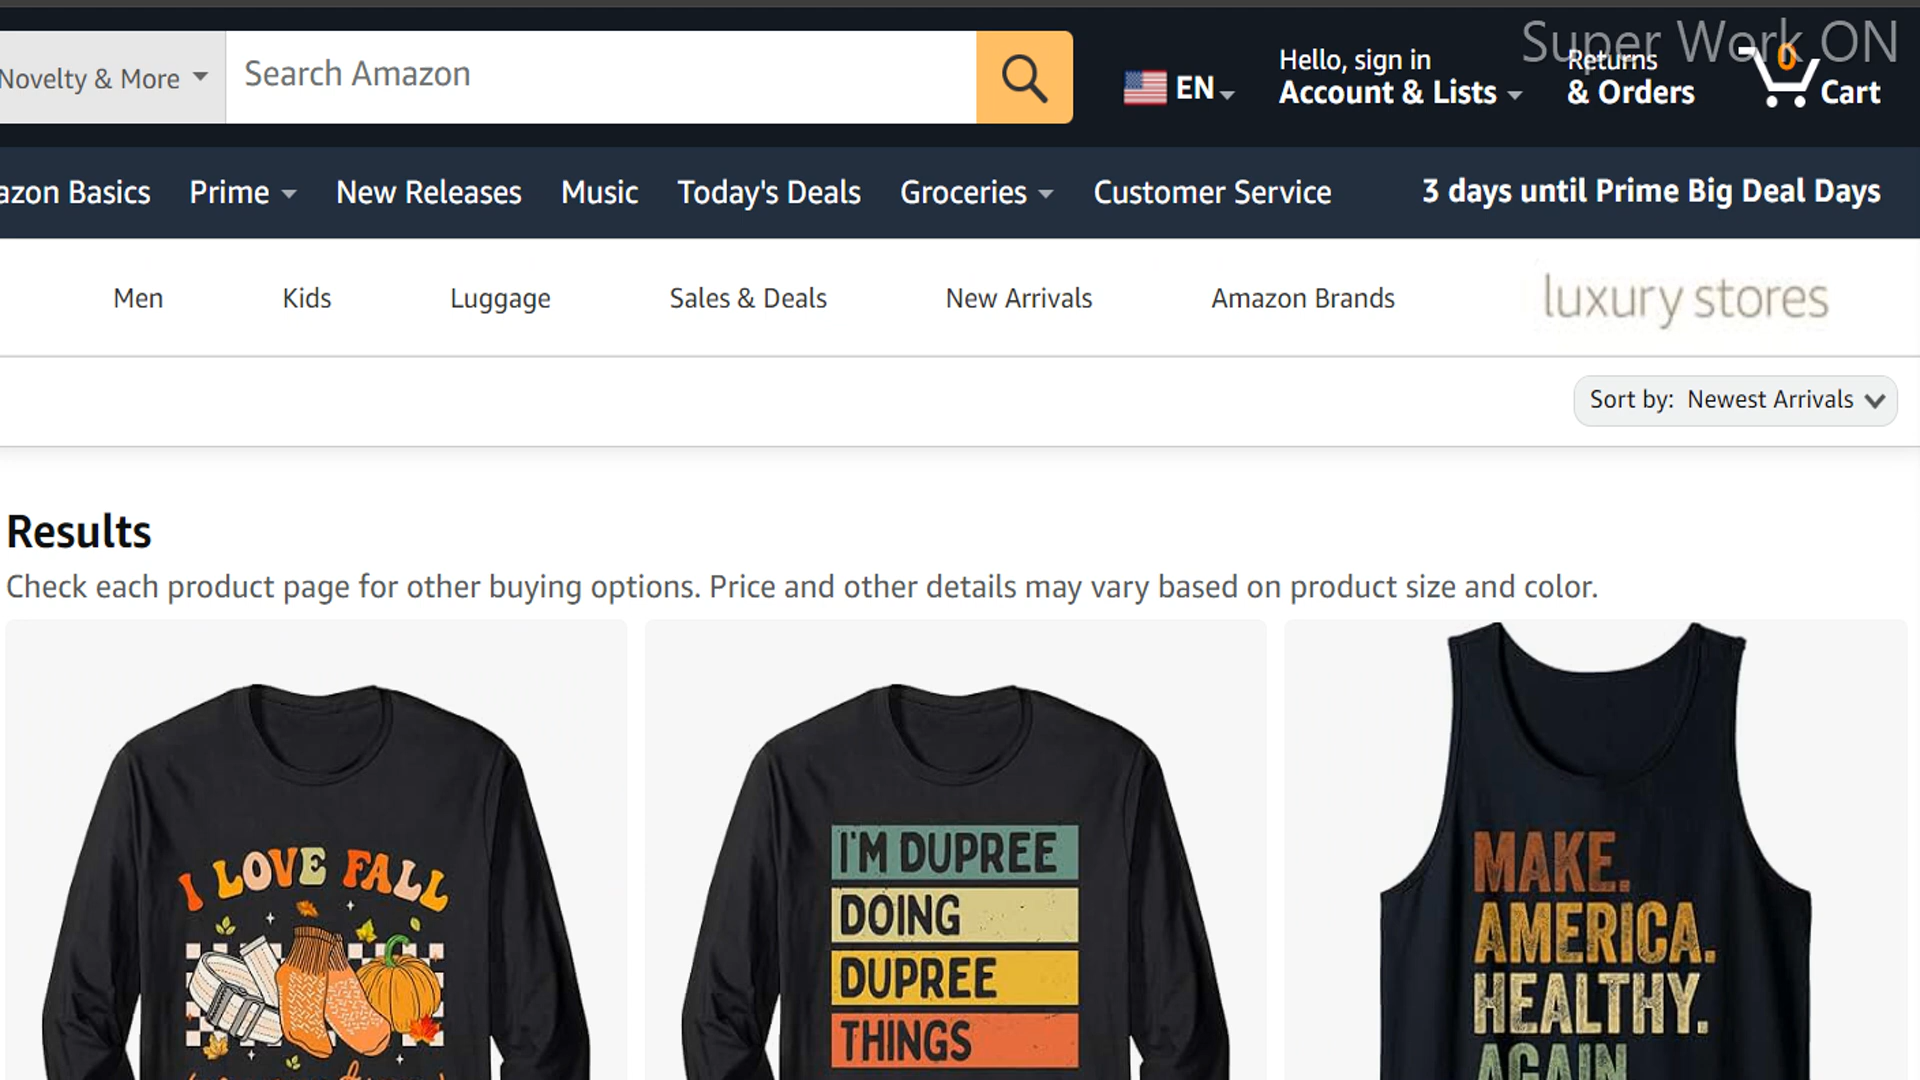 Super Work ON
Novelty & More
Search Amazon
EN
Hello, sign in
Account & Lists
Returns
& Orders
0
Cart
azon Basics
Prime
New Releases
Music
Today's Deals
Groceries
Customer Service
3 days until Prime Big Deal Days
Men
Kids
Luggage
Sales & Deals
New Arrivals
Amazon Brands
luxury stores
Sort by: Newest Arrivals
Results
Check each product page for other buying options. Price and other details may vary based on product size and color.
I LOVE FALL
I'M DUPREE
DOING
DUPREE
THINGS
MAKE.
AMERICA.
HEALTHY.
AGAIN